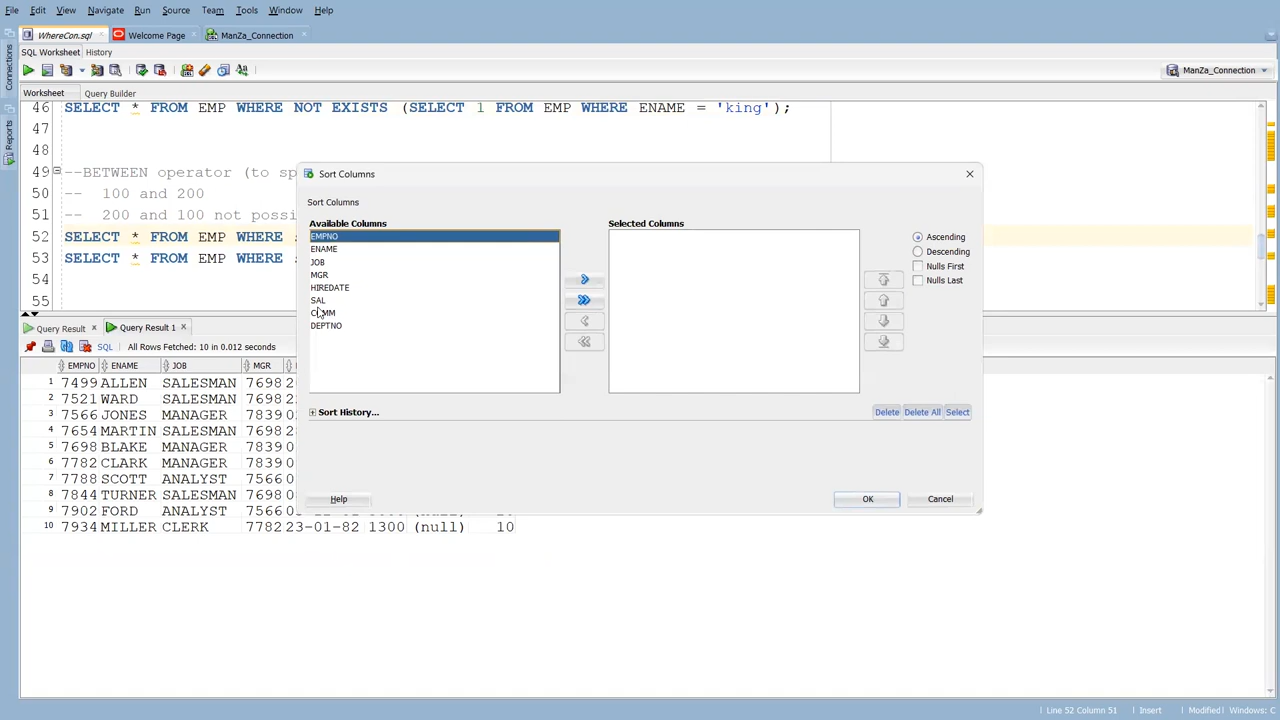 File Edit View Navigate Run Source Team Tools Window Help
WhereCon.sql Welcome Page ManZa_Connection
SQL Worksheet History
ManZa_Connection
Worksheet Query Builder
Connections
Reports
46 SELECT * FROM EMP WHERE NOT EXISTS (SELECT 1 FROM EMP WHERE ENAME = 'king');
47
48
49 --BETWEEN operator (to sp
50 -- 100 and 200
51 -- 200 and 100 not possi
52 SELECT * FROM EMP WHERE
53 SELECT * FROM EMP WHERE
54
55
Sort Columns
Sort Columns
Available Columns Selected Columns
EMPNO
ENAME
JOB
MGR
HIREDATE
SAL
COMM
DEPTNO
Ascending
Descending
Nulls First
Nulls Last
Sort History...
Delete Delete All Select
Help OK Cancel
Query Result Query Result 1
SQL All Rows Fetched: 10 in 0.012 seconds
EMPNO ENAME JOB MGR
1 7499 ALLEN SALESMAN 7698 2
2 7521 WARD SALESMAN 7698 2
3 7566 JONES MANAGER 7839 0
4 7654 MARTIN SALESMAN 7698 2
5 7698 BLAKE MANAGER 7839 0
6 7782 CLARK MANAGER 7839 0
7 7788 SCOTT ANALYST 7566
8 7844 TURNER SALESMAN 7698 0
9 7902 FORD ANALYST 7566
10 7934 MILLER CLERK 7782 23-01-82 1300 (null) 10
Line 52 Column 51 Insert Modified Windows: C